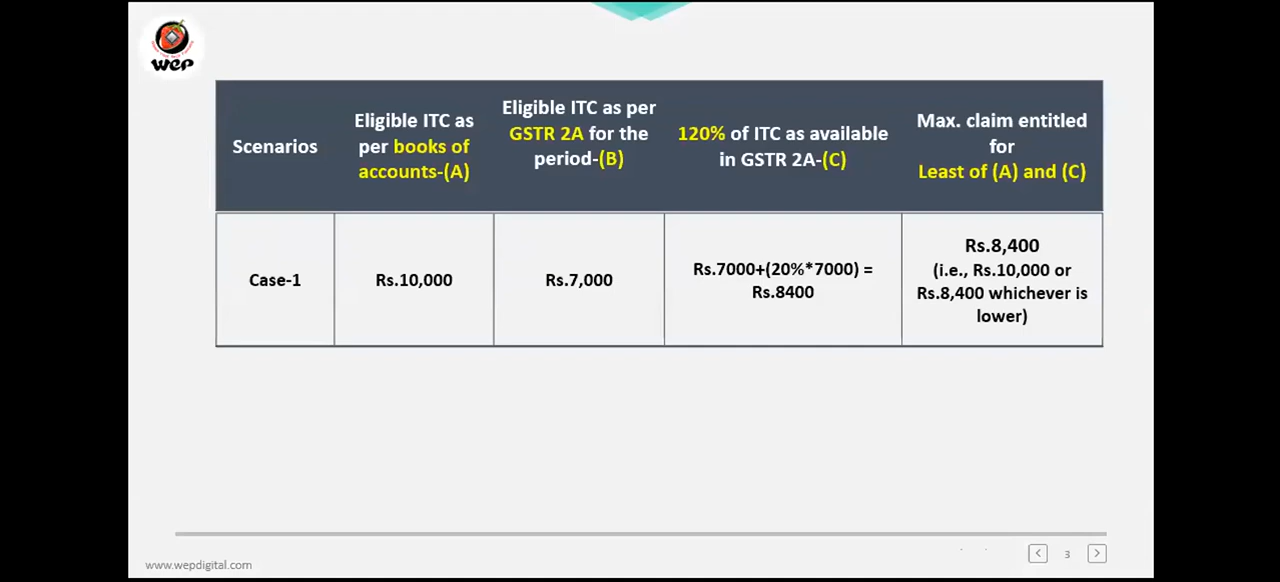 WeP
Scenarios
Eligible ITC as
per books of
accounts-(A)
Eligible ITC as per
GSTR 2A for the
period-(B)
120% of ITC as available
in GSTR 2A-(C)
Max. claim entitled
for
Least of (A) and (C)
Case-1
Rs.10,000
Rs.7,000
Rs.7000+(20%*7000) =
Rs.8400
Rs.8,400
(i.e., Rs.10,000 or
Rs.8,400 whichever is
lower)
www.wepdigital.com
3